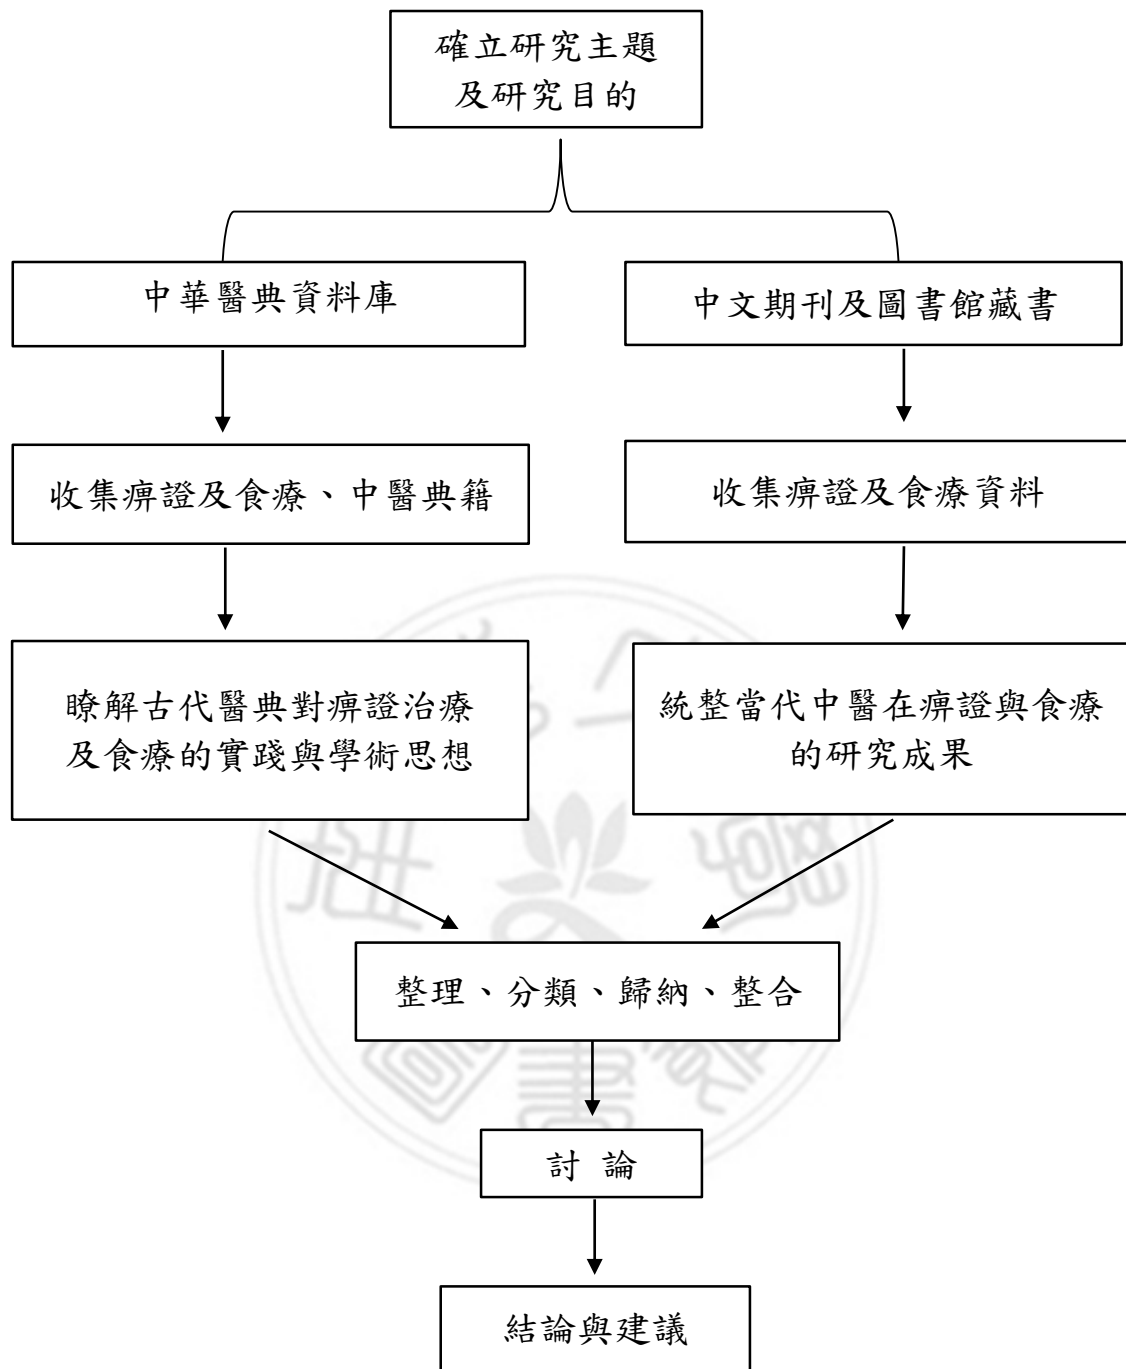 確立研究主題
及研究目的
中華醫典資料庫
中文期刊及圖書館藏書
收集痹證及食療、中醫典籍
收集痹證及食療資料
瞭解古代醫典對痹證治療
及食療的實踐與學術思想
統整當代中醫在痹證與食療
的研究成果
整理、分類、歸納、整合
討 論
結論與建議